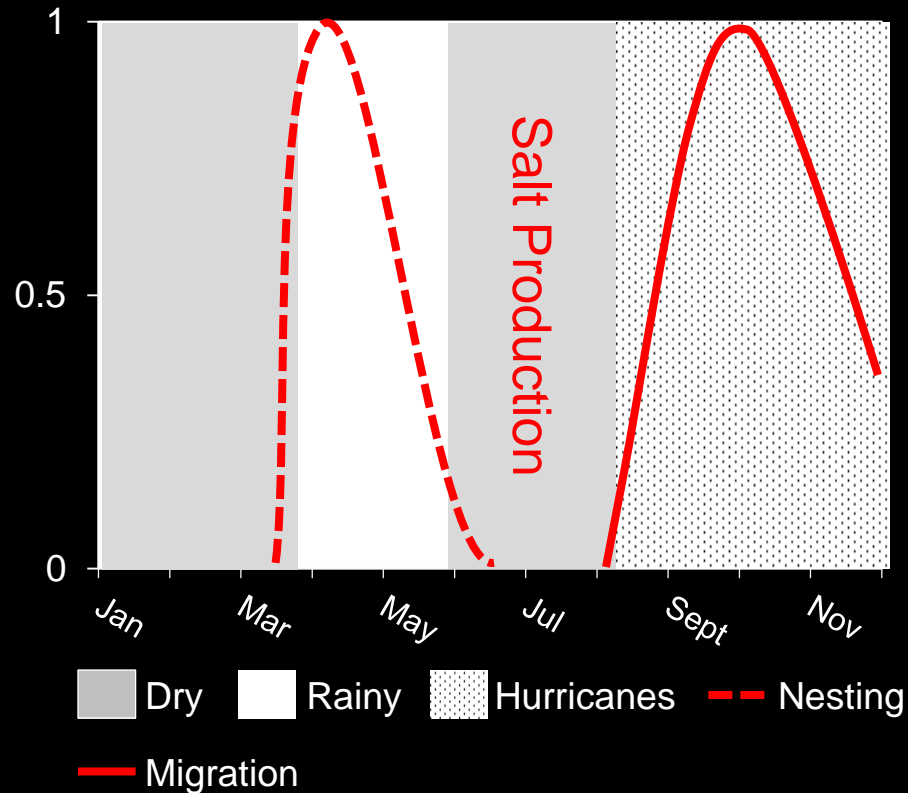 1
0.5
0
Salt Production
Jan Mar May Jul Sept Nov
Dry Rainy Hurricanes Nesting
Migration